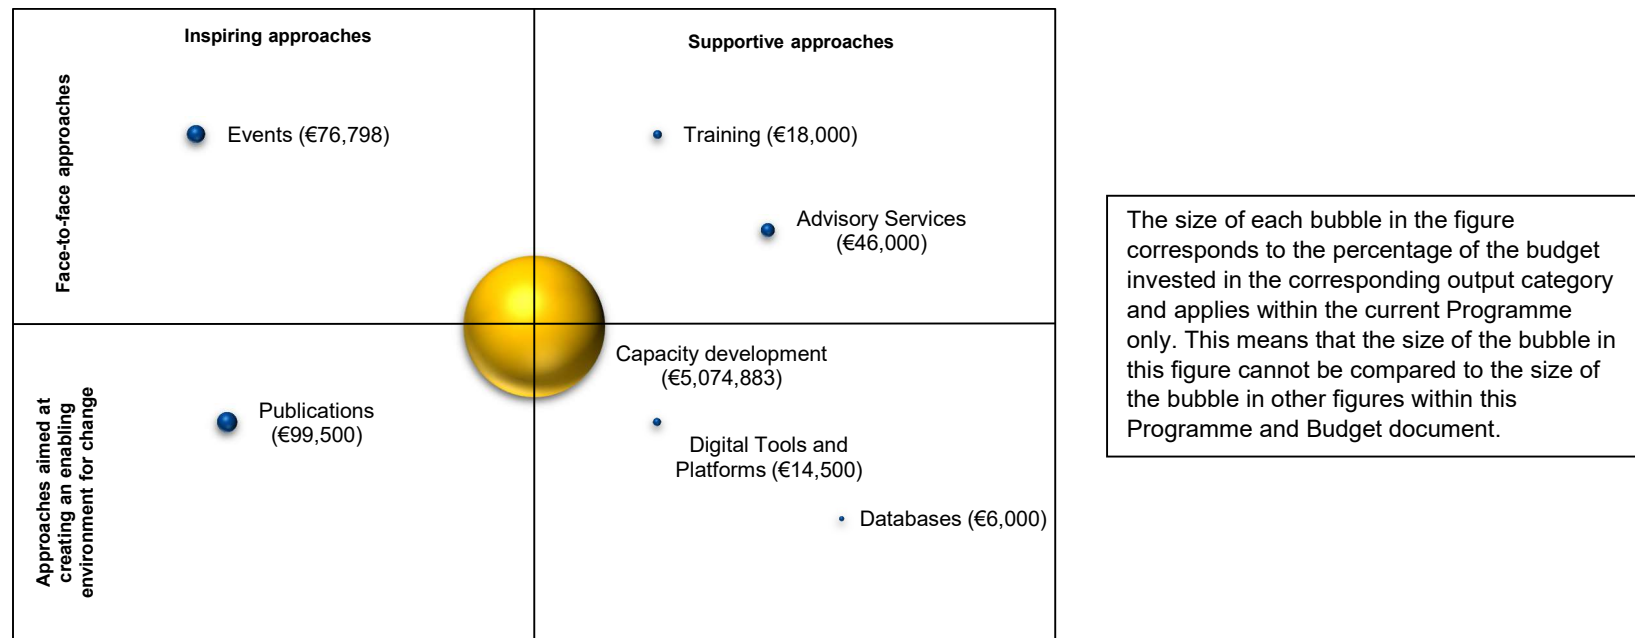 Inspiring approaches
Supportive approaches
Face-to-face approaches
Events (€76,798)
Training (€18,000)
Advisory Services
(€46,000)
Capacity development
(€5,074,883)
Approaches aimed at
creating an enabling
environment for change
Publications
(€99,500)
Digital Tools and
Platforms (€14,500)
Databases (€6,000)
The size of each bubble in the figure
corresponds to the percentage of the budget
invested in the corresponding output category
and applies within the current Programme
only. This means that the size of the bubble in
this figure cannot be compared to the size of
the bubble in other figures within this
Programme and Budget document.